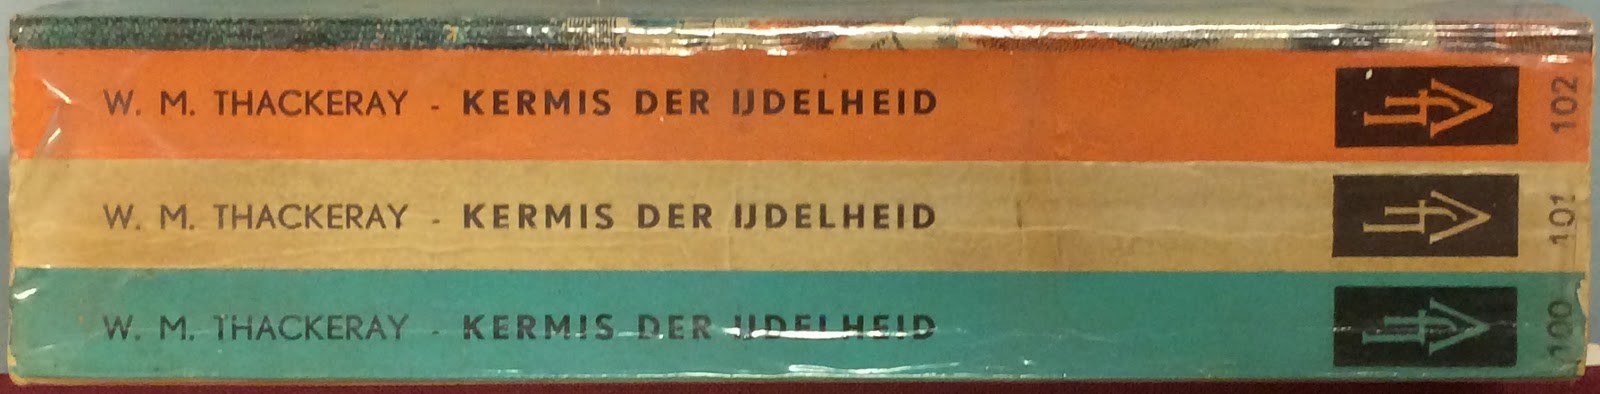 W. M. THACKERAY - KERMIS DER IJDELHEID 102
W. M. THACKERAY - KERMIS DER IJDELHEID 101
W. M. THACKERAY - KERMIS DER IJDELHEID 100